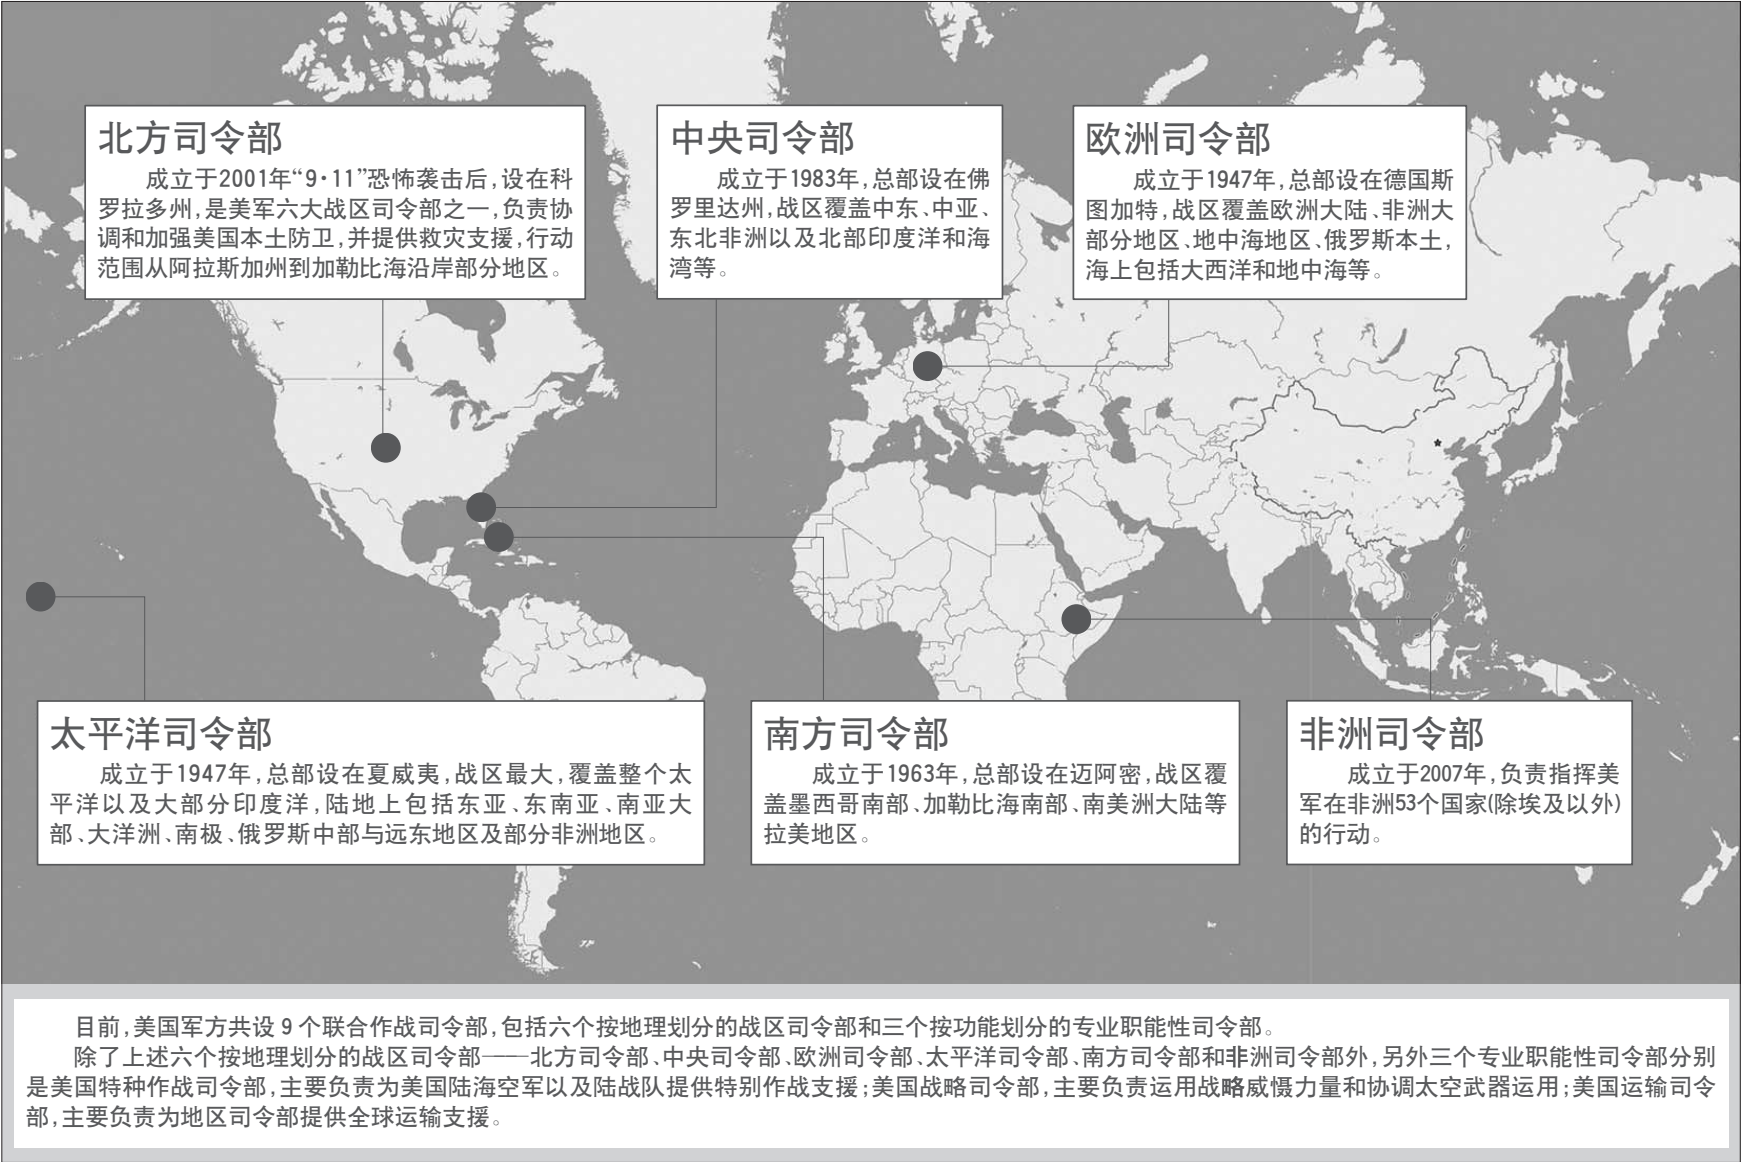 北方司令部
成立于2001年“9·11”恐怖袭击后,设在科
罗拉多州,是美军六大战区司令部之一,负责协
调和加强美国本土防卫,并提供救灾支援,行动
范围从阿拉斯加州到加勒比海沿岸部分地区。
中央司令部
成立于1983年,总部设在佛
罗里达州,战区覆盖中东、中亚、
东北非洲以及北部印度洋和海
湾等。
欧洲司令部
成立于1947年,总部设在德国斯
图加特,战区覆盖欧洲大陆、非洲大
部分地区、地中海地区、俄罗斯本土,
海上包括大西洋和地中海等。
太平洋司令部
成立于1947年,总部设在夏威夷,战区最大,覆盖整个太
平洋以及大部分印度洋,陆地上包括东亚、东南亚、南亚大
部、大洋洲、南极、俄罗斯中部与远东地区及部分非洲地区。
南方司令部
成立于1963年,总部设在迈阿密,战区覆
盖墨西哥南部、加勒比海南部、南美洲大陆等
拉美地区。
非洲司令部
成立于2007年,负责指挥美
军在非洲53个国家(除埃及以外)
的行动。
目前,美国军方共设 9 个联合作战司令部,包括六个按地理划分的战区司令部和三个按功能划分的专业职能性司令部。
除了上述六个按地理划分的战区司令部——北方司令部、中央司令部、欧洲司令部、太平洋司令部、南方司令部和非洲司令部外,另外三个专业职能性司令部分别
是美国特种作战司令部,主要负责为美国陆海空军以及陆战队提供特别作战支援;美国战略司令部,主要负责运用战略威慑力量和协调太空武器运用;美国运输司令
部,主要负责为地区司令部提供全球运输支援。